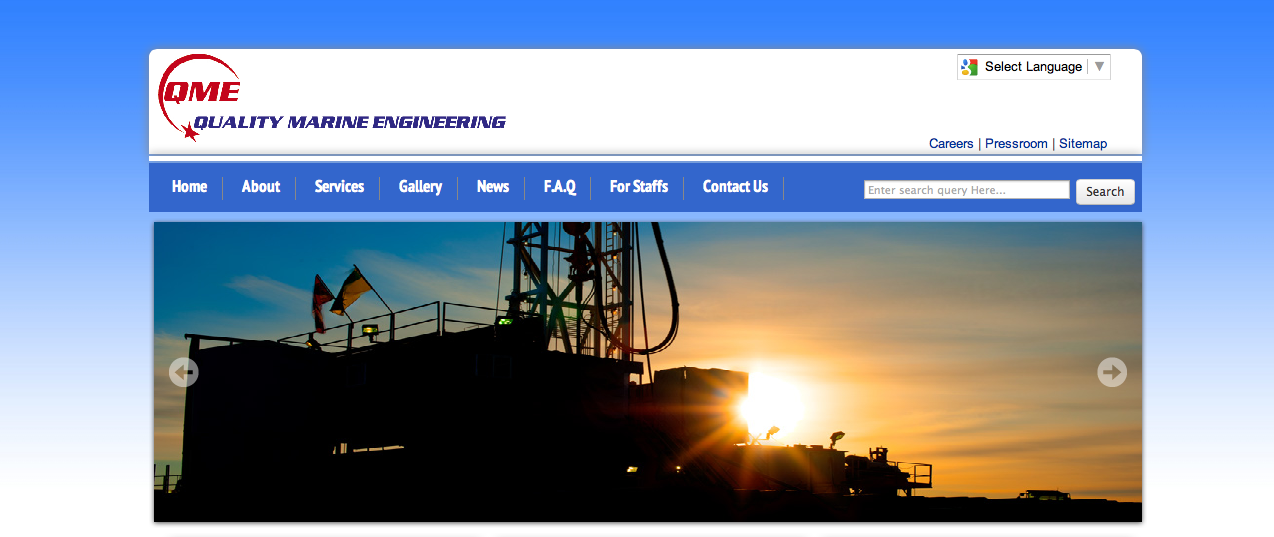 Select Language ▼
QME
QUALITY MARINE ENGINEERING
Careers | Pressroom | Sitemap
Home About Services Gallery News F.A.Q For Staffs Contact Us Enter search query Here... Search